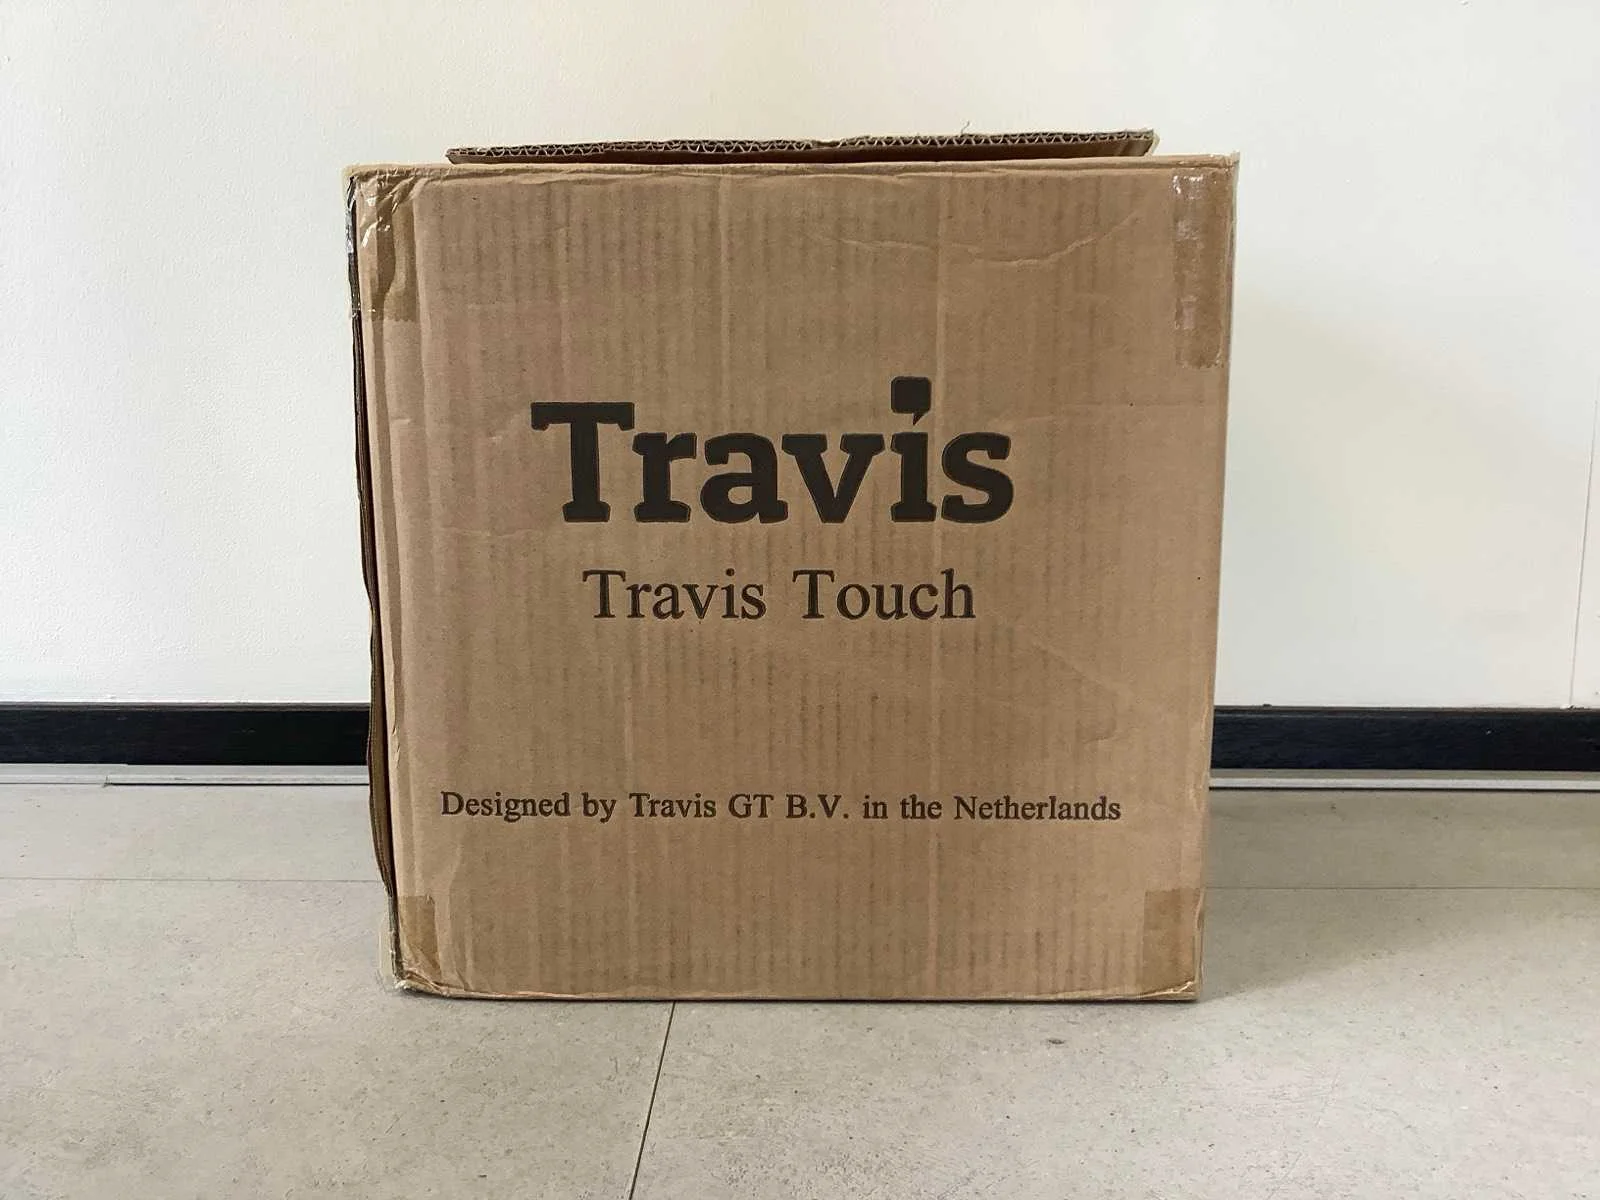 Travis
Travis Touch
Designed by Travis GT B.V. in the Netherlands